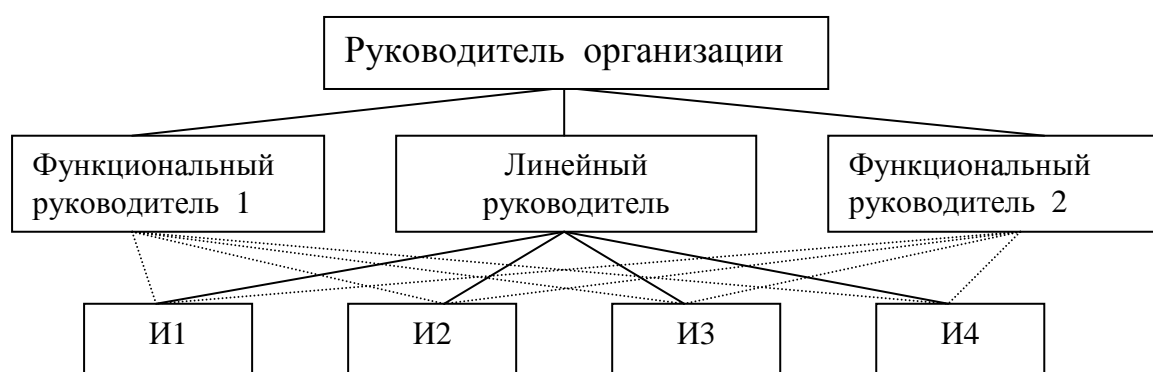 Руководитель организации
Функциональный
руководитель 1
Линейный
руководитель
Функциональный
руководитель 2
И1
И2
И3
И4